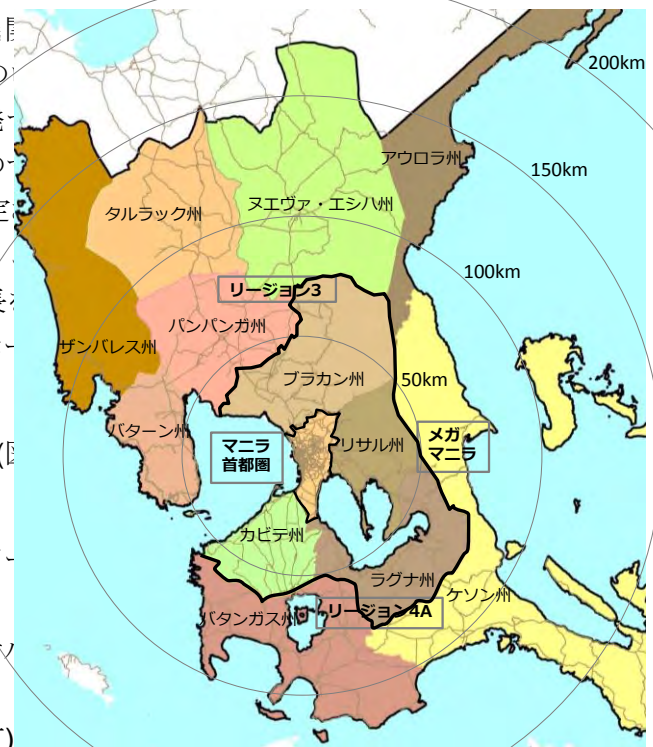 200km
アウロラ州
150km
ヌエヴァ・エシハ州
タルラック州
100km
リージョン3
パンパンガ州
ザンバレス州
ブラカン州
50km
バターン州
マニラ
首都圏
リサル州
メガ
マニラ
カビテ州
ラグナ州
ケソン州
バタンガス州
リージョン4A